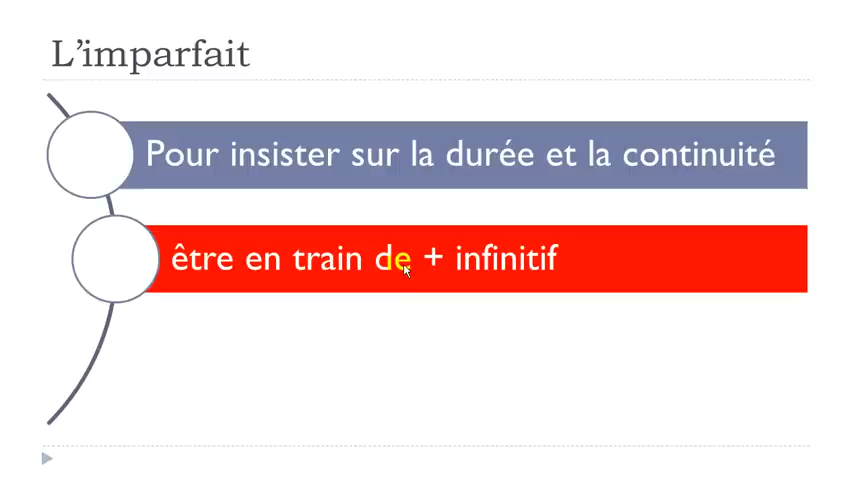 L’imparfait
Pour insister sur la durée et la continuité
être en train de + infinitif